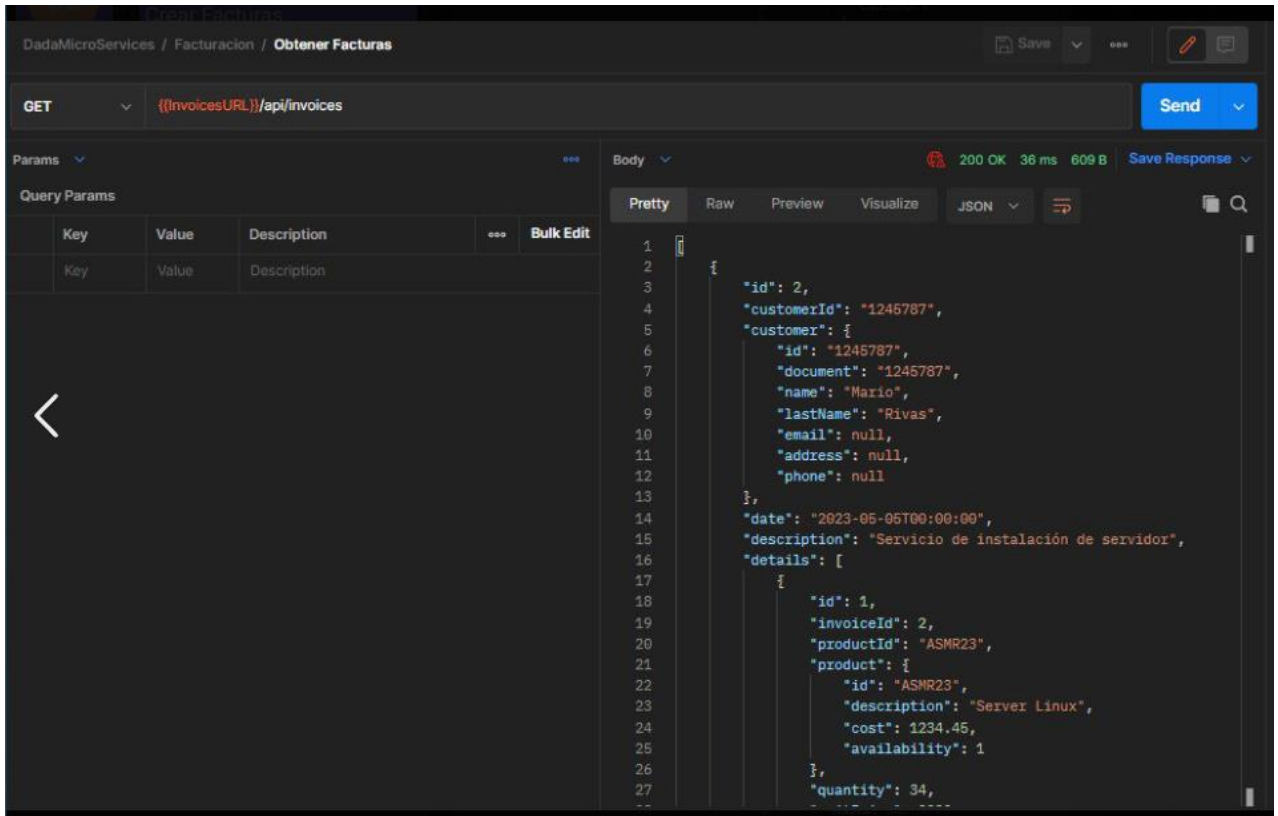 Crear Facturas
DadaMicroServices / Facturacion / Obtener Facturas
Save
GET
{{InvoicesURL}}/api/invoices
Send
Params
Query Params
Key Value Description Bulk Edit
Key Value Description
Body
200 OK 36 ms 609 B Save Response
Pretty Raw Preview Visualize JSON
1 [
2 {
3 "id": 2,
4 "customerId": "1245787",
5 "customer": {
6 "id": "1245787",
7 "document": "1245787",
8 "name": "Mario",
9 "lastName": "Rivas",
10 "email": null,
11 "address": null,
12 "phone": null
13 },
14 "date": "2023-05-05T00:00:00",
15 "description": "Servicio de instalación de servidor",
16 "details": [
17 {
18 "id": 1,
19 "invoiceId": 2,
20 "productId": "ASMR23",
21 "product": {
22 "id": "ASMR23",
23 "description": "Server Linux",
24 "cost": 1234.45,
25 "availability": 1
26 },
27 "quantity": 34,